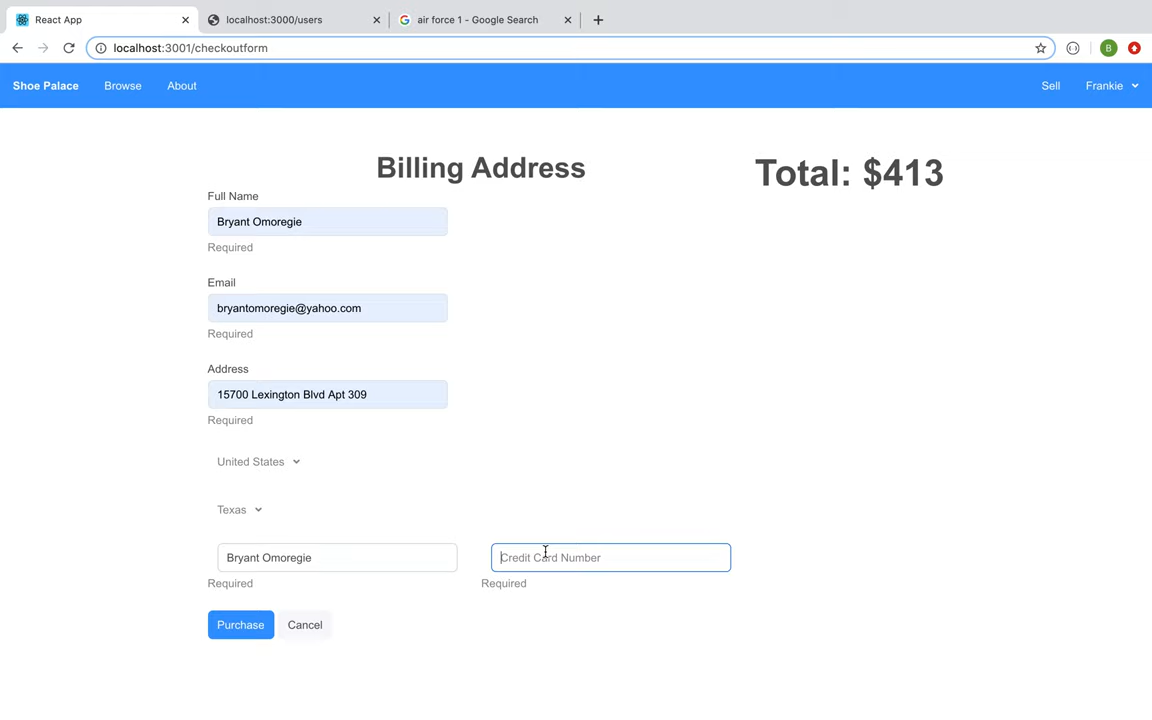 React App
localhost:3000/users
air force 1 - Google Search
localhost:3001/checkoutform
B
Shoe Palace Browse About Sell Frankie
Billing Address
Total: $413
Full Name
Bryant Omoregie
Required
Email
bryantomoregie@yahoo.com
Required
Address
15700 Lexington Blvd Apt 309
Required
United States
Texas
Bryant Omoregie
Credit Card Number
Required
Required
Purchase
Cancel